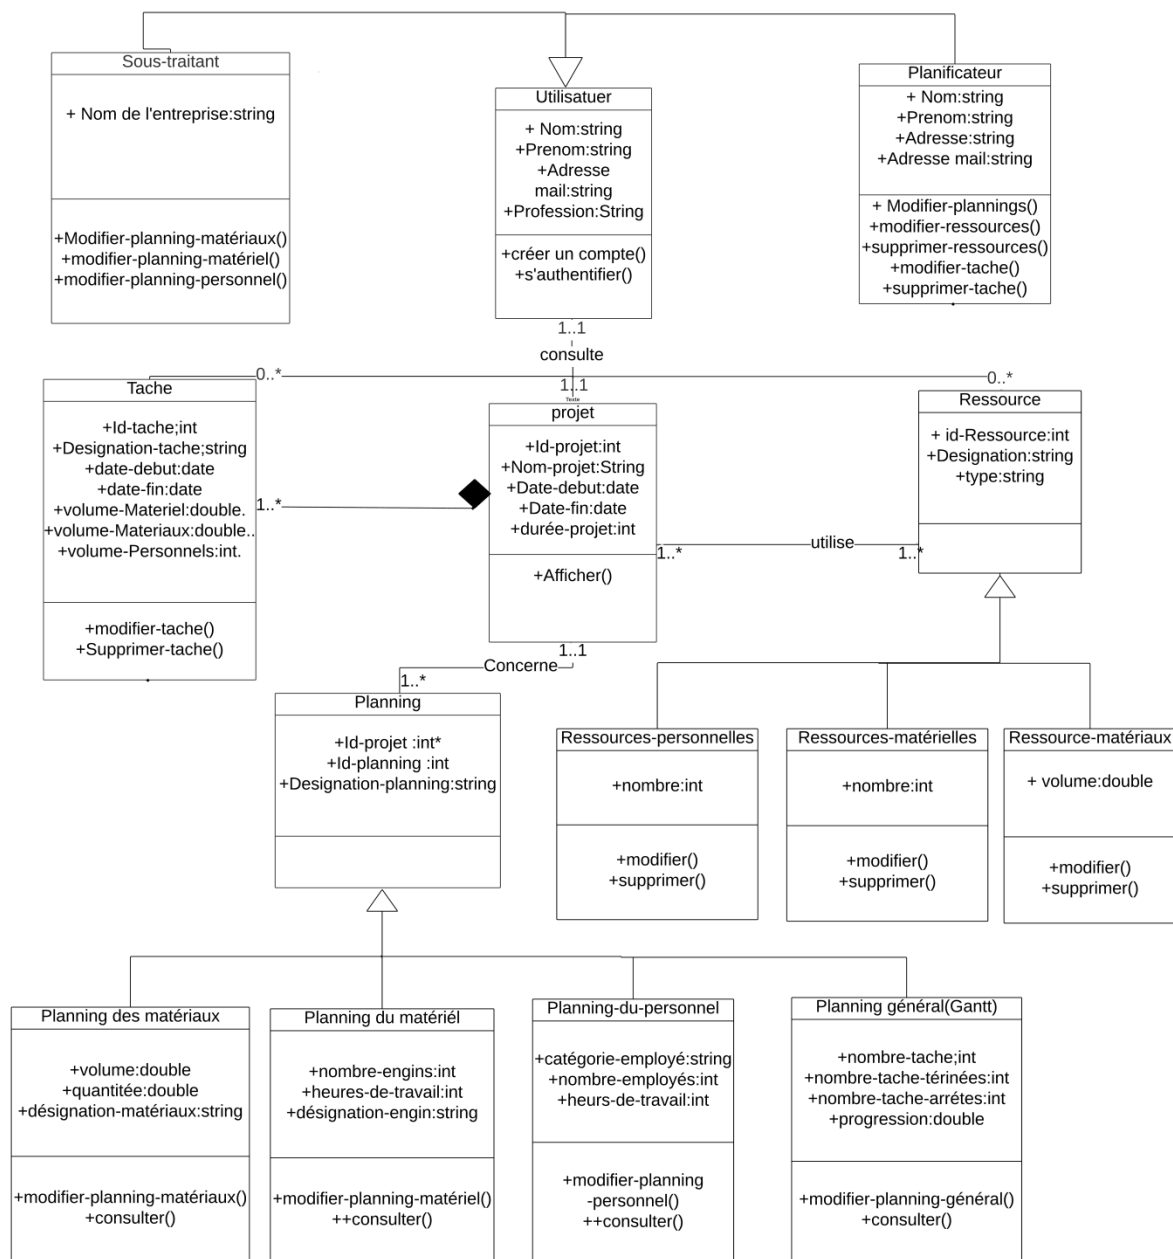 Sous-traitant
+ Nom de l'entreprise:string
+Modifier-planning-matériaux()
+modifier-planning-matériel()
+modifier-planning-personnel()
Utilisatuer
+ Nom:string
+Prenom:string
+Adresse
mail:string
+Profession:String
+créer un compte()
+s'authentifier()
Planificateur
+ Nom:string
+Prenom:string
+Adresse:string
+Adresse mail:string
+ Modifier-plannings()
+modifier-ressources()
+supprimer-ressources()
+modifier-tache()
+supprimer-tache()
1..1
consulte
0..*
1..1
0..*
Texte
Tache
+Id-tache;int
+Designation-tache;string
+date-debut:date
+date-fin:date
+volume-Materiel:double.
+volume-Materiaux:double..
+volume-Personnels:int.
+modifier-tache()
+Supprimer-tache()
1..*
projet
+Id-projet:int
+Nom-projet:String
+Date-debut:date
+Date-fin:date
+durée-projet:int
+Afficher()
1..*
utilise
1..*
Ressource
+ id-Ressource:int
+Designation:string
+type:string
1..1
Concerne
1..*
Planning
+Id-projet :int*
+Id-planning :int
+Designation-planning:string
Ressources-personnelles
+nombre:int
+modifier()
+supprimer()
Ressources-matérielles
+nombre:int
+modifier()
+supprimer()
Ressource-matériaux
+ volume:double
+modifier()
+supprimer()
Planning des matériaux
+volume:double
+quantitée:double
+désignation-matériaux:string
+modifier-planning-matériaux()
+consulter()
Planning du matériél
+nombre-engins:int
+heures-de-travail:int
+désignation-engin:string
+modifier-planning-matériel()
++consulter()
Planning-du-personnel
+catégorie-employé:string
+nombre-employés:int
+heurs-de-travail:int
+modifier-planning
-personnel()
++consulter()
Planning général(Gantt)
+nombre-tache;int
+nombre-tache-térinées:int
+nombre-tache-arrétes:int
+progression:double
+modifier-planning-général()
+consulter()